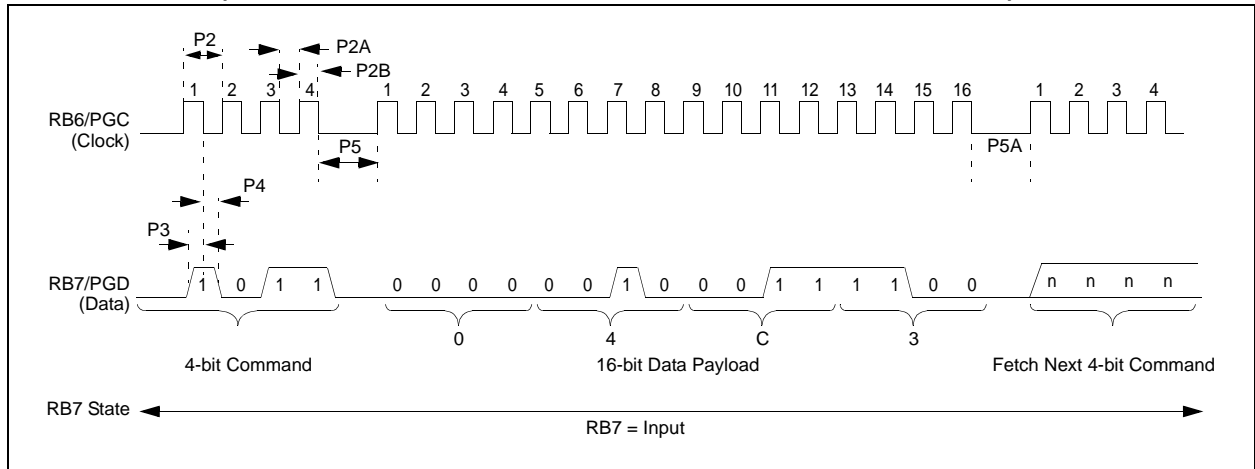 P2
P2A
P2B
1 2 3 4 1 2 3 4 5 6 7 8 9 10 11 12 13 14 15 16 1 2 3 4
RB6/PGC
(Clock)
P5
P5A
P4
P3
RB7/PGD
(Data)
1 0 1 1 0 0 0 0 0 0 1 0 0 0 1 1 1 1 0 0 n n n n
0 4 C 3
4-bit Command 16-bit Data Payload Fetch Next 4-bit Command
RB7 State
RB7 = Input